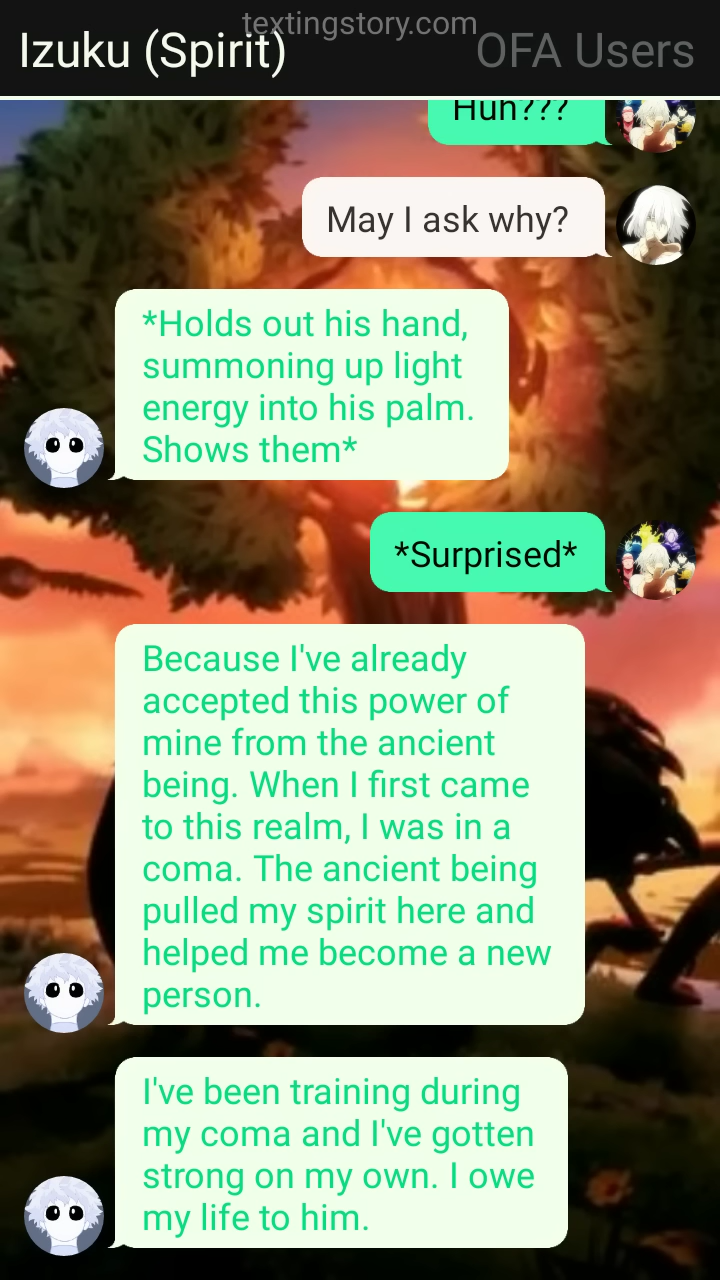 textingstory.com
Izuku (Spirit)
OFA Users
Huh???
May I ask why?
*Holds out his hand,
summoning up light
energy into his palm.
Shows them*
*Surprised*
Because I've already
accepted this power of
mine from the ancient
being. When I first came
to this realm, I was in a
coma. The ancient being
pulled my spirit here and
helped me become a new
person.
I've been training during
my coma and I've gotten
strong on my own. I owe
my life to him.